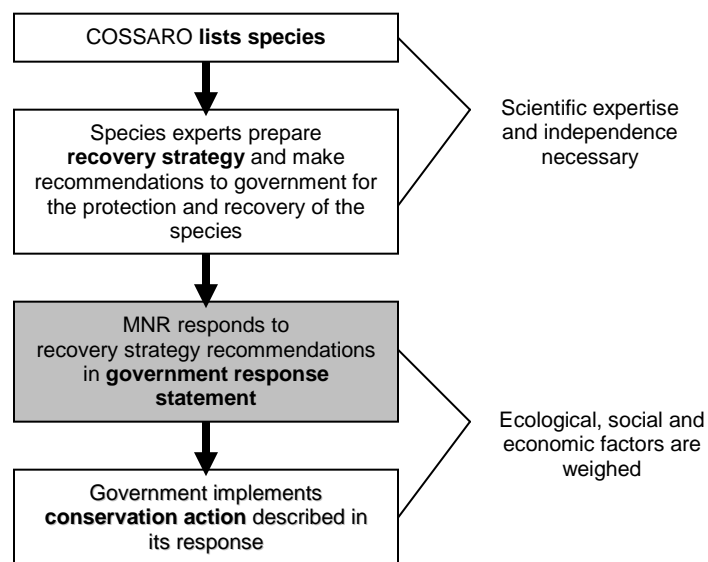 COSSARO lists species
Species experts prepare
recovery strategy and make
recommendations to government for
the protection and recovery of the
species
Scientific expertise
and independence
necessary
MNR responds to
recovery strategy recommendations
in government response
statement
Government implements
conservation action described in
its response
Ecological, social and
economic factors are
weighed